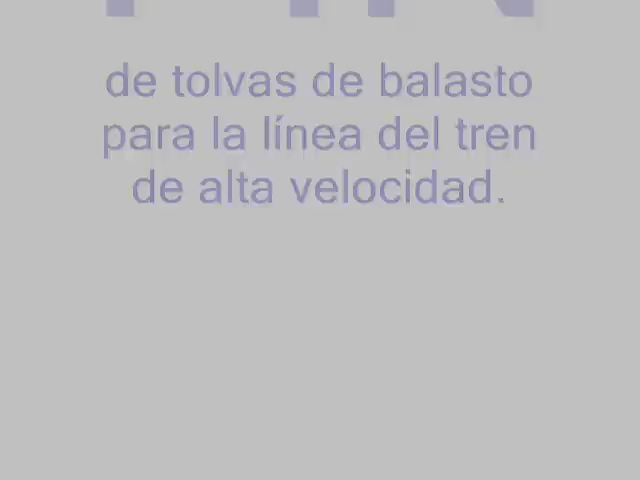 de tolvas de balasto
para la línea del tren
de alta velocidad.